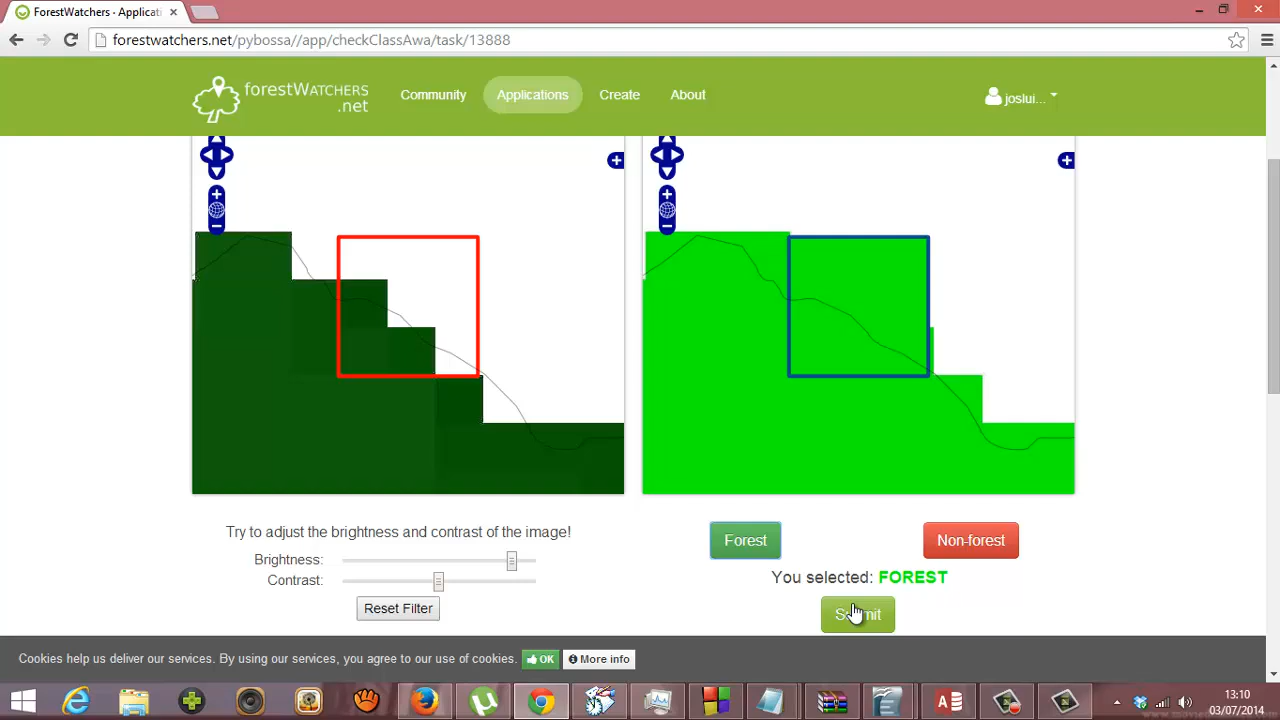 ForestWatchers - Applicati
forestwatchers.net/pybossa//app/checkClassAwa/task/13888
forestWATCHERS
.net
Community
Applications
Create
About
joslui...
Try to adjust the brightness and contrast of the image!
Brightness:
Contrast:
Reset Filter
Forest
Non-forest
You selected: FOREST
Submit
Cookies help us deliver our services. By using our services, you agree to our use of cookies.
OK
More info
13:10
03/07/2014